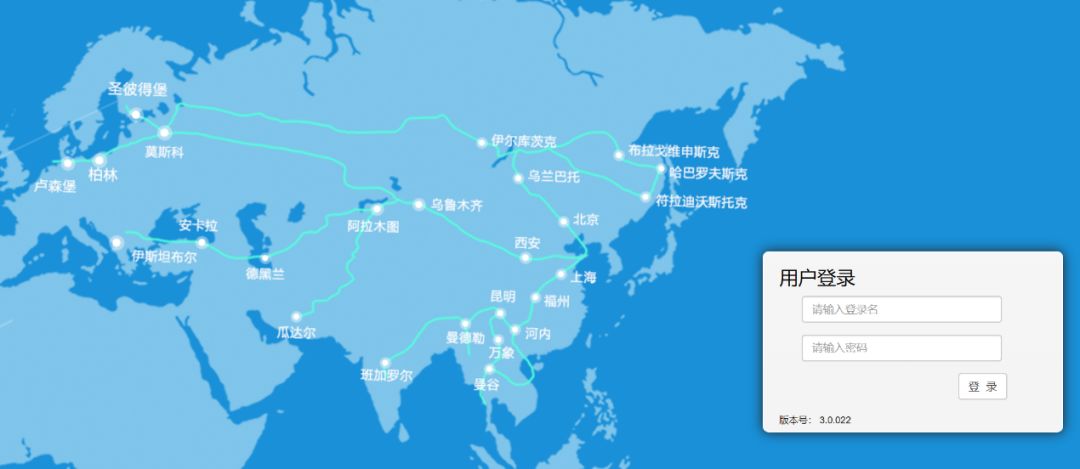 圣彼得堡
莫斯科
卢森堡
柏林
伊尔库茨克
布拉戈维申斯克
哈巴罗夫斯克
符拉迪沃斯托克
乌兰巴托
乌鲁木齐
阿拉木图
北京
安卡拉
伊斯坦布尔
德黑兰
西安
上海
瓜达尔
昆明
福州
曼德勒
河内
万象
班加罗尔
曼谷
用户登录
请输入登录名
请输入密码
登 录
版本号: 3.0.022